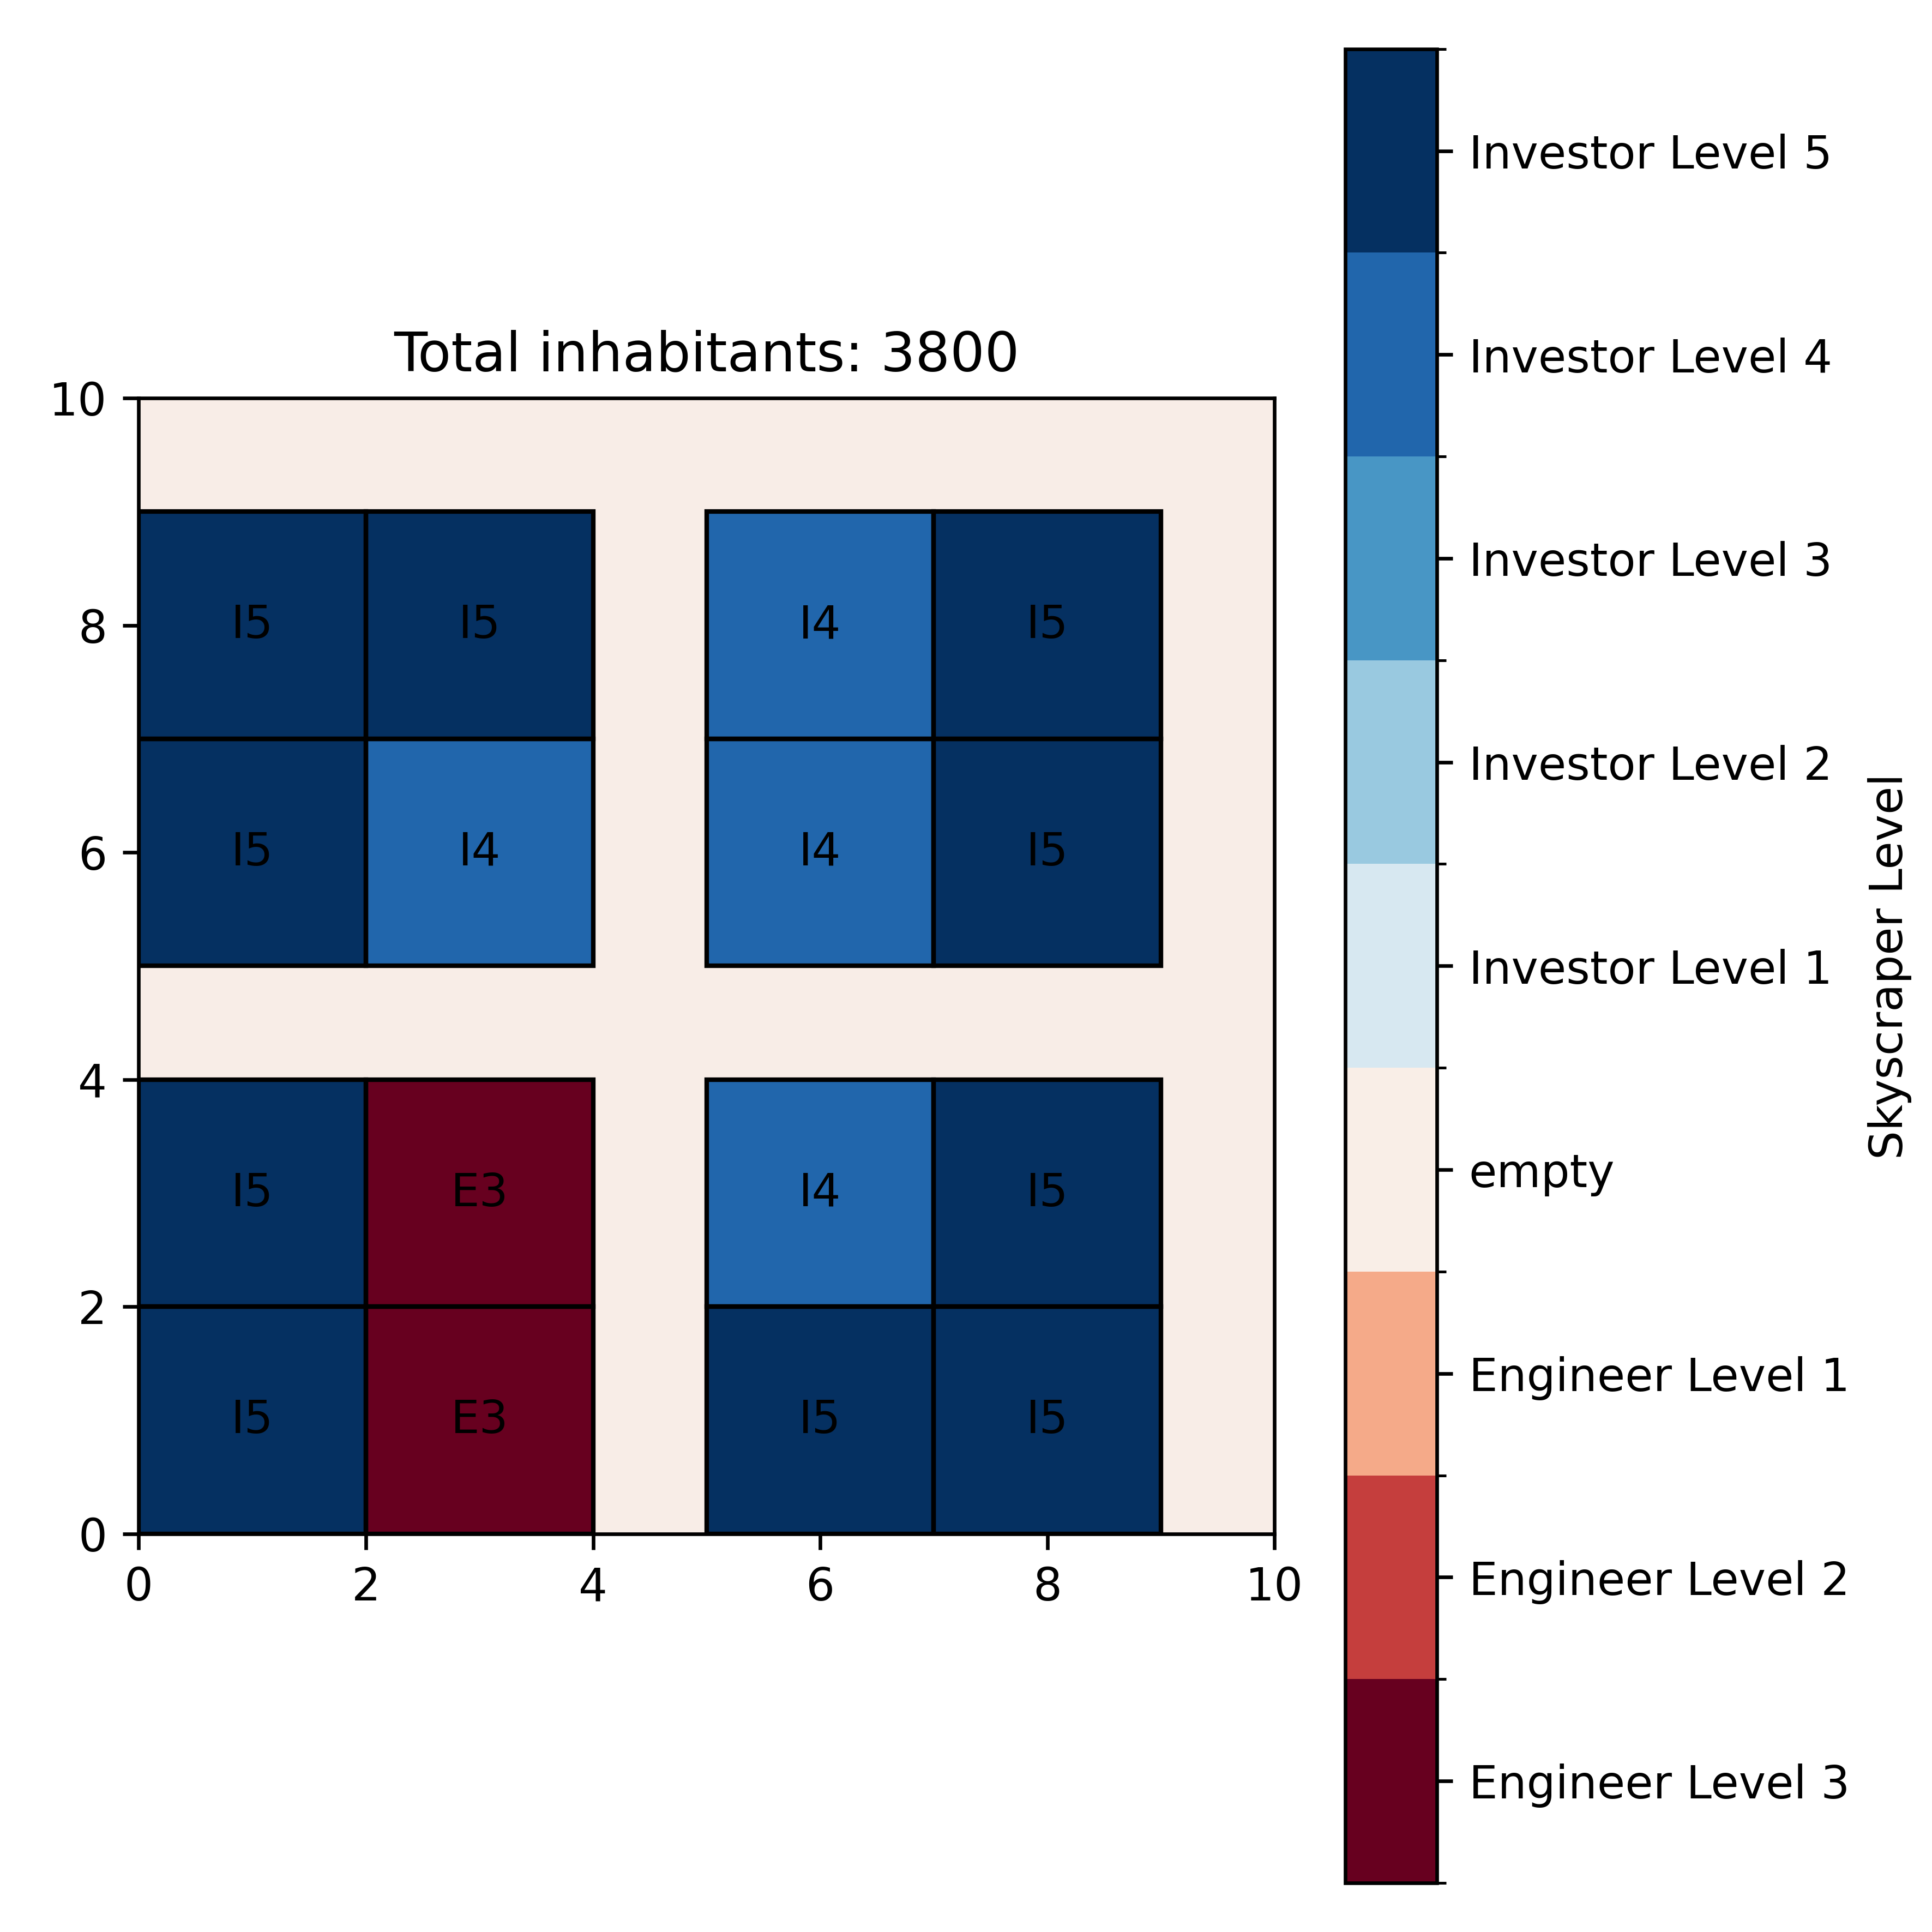 Total inhabitants: 3800
10
8
6
4
2
0
I5 I5 I4 I5
I5 I4 I4 I5
I5 E3 I4 I5
I5 E3 I5 I5
0 2 4 6 8 10
Investor Level 5
Investor Level 4
Investor Level 3
Investor Level 2
Investor Level 1
empty
Engineer Level 1
Engineer Level 2
Engineer Level 3
Skyscraper Level